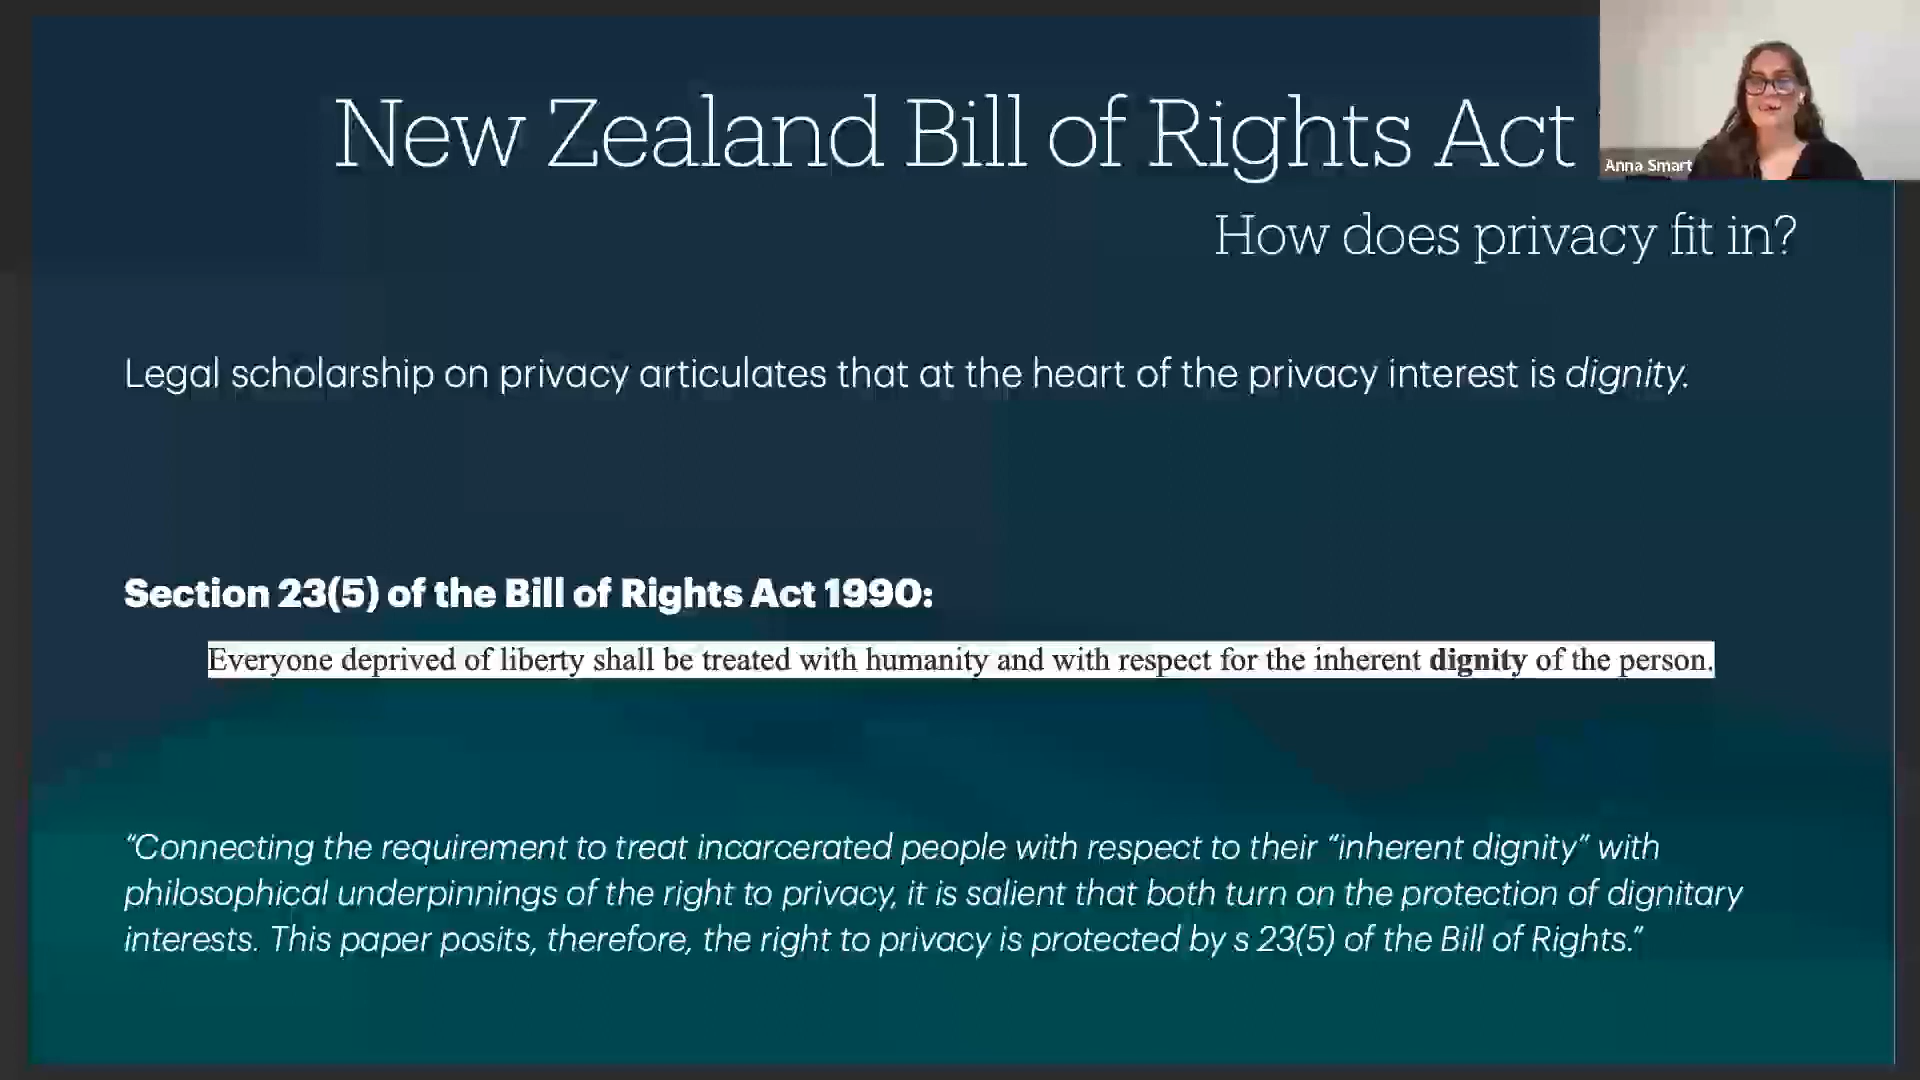 New Zealand Bill of Rights Act
Anna Smart
How does privacy fit in?
Legal scholarship on privacy articulates that at the heart of the privacy interest is dignity.
Section 23(5) of the Bill of Rights Act 1990:
Everyone deprived of liberty shall be treated with humanity and with respect for the inherent dignity of the person.
“Connecting the requirement to treat incarcerated people with respect to their “inherent dignity” with
philosophical underpinnings of the right to privacy, it is salient that both turn on the protection of dignitary
interests. This paper posits, therefore, the right to privacy is protected by s 23(5) of the Bill of Rights.”